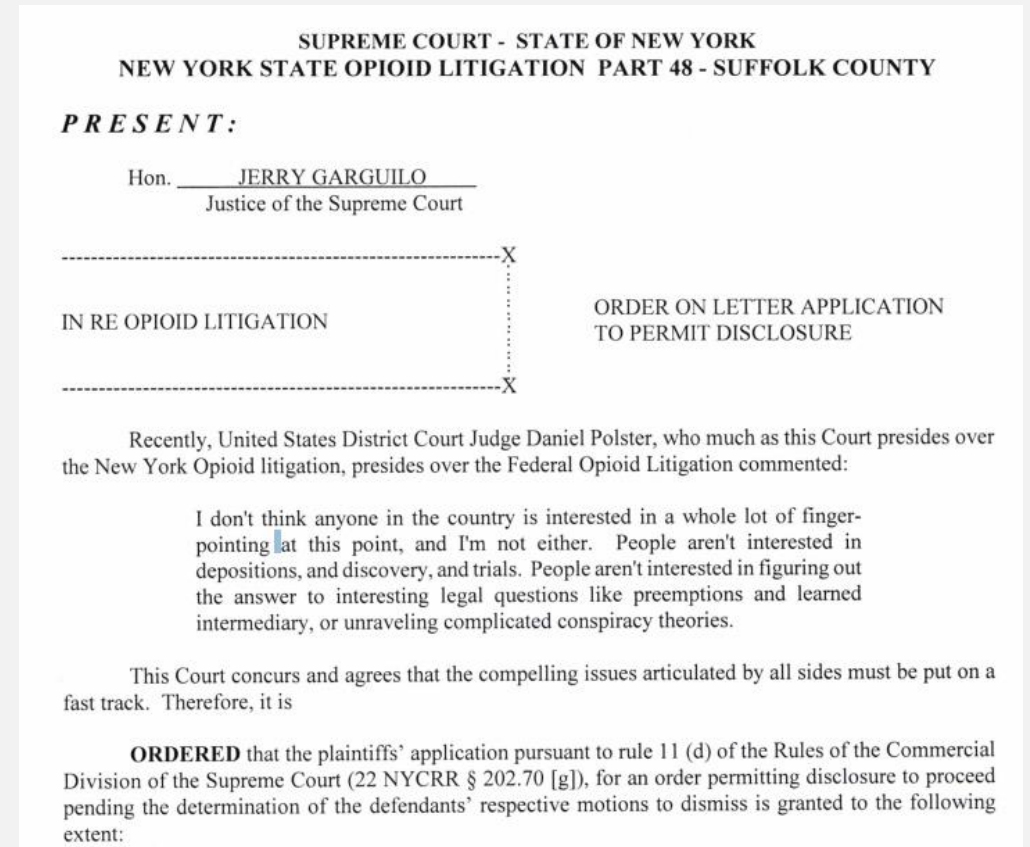 SUPREME COURT - STATE OF NEW YORK
NEW YORK STATE OPIOID LITIGATION PART 48 - SUFFOLK COUNTY
PRESENT:
Hon. JERRY GARGUILO
Justice of the Supreme Court
---------------------------------------------------------X
IN RE OPIOID LITIGATION
ORDER ON LETTER APPLICATION
TO PERMIT DISCLOSURE
---------------------------------------------------------X
Recently, United States District Court Judge Daniel Polster, who much as this Court presides over
the New York Opioid litigation, presides over the Federal Opioid Litigation commented:
I don't think anyone in the country is interested in a whole lot of finger-
pointing at this point, and I'm not either. People aren't interested in
depositions, and discovery, and trials. People aren't interested in figuring out
the answer to interesting legal questions like preemptions and learned
intermediary, or unraveling complicated conspiracy theories.
This Court concurs and agrees that the compelling issues articulated by all sides must be put on a
fast track. Therefore, it is
ORDERED that the plaintiffs' application pursuant to rule 11 (d) of the Rules of the Commercial
Division of the Supreme Court (22 NYCRR § 202.70 [g]), for an order permitting disclosure to proceed
pending the determination of the defendants' respective motions to dismiss is granted to the following
extent: